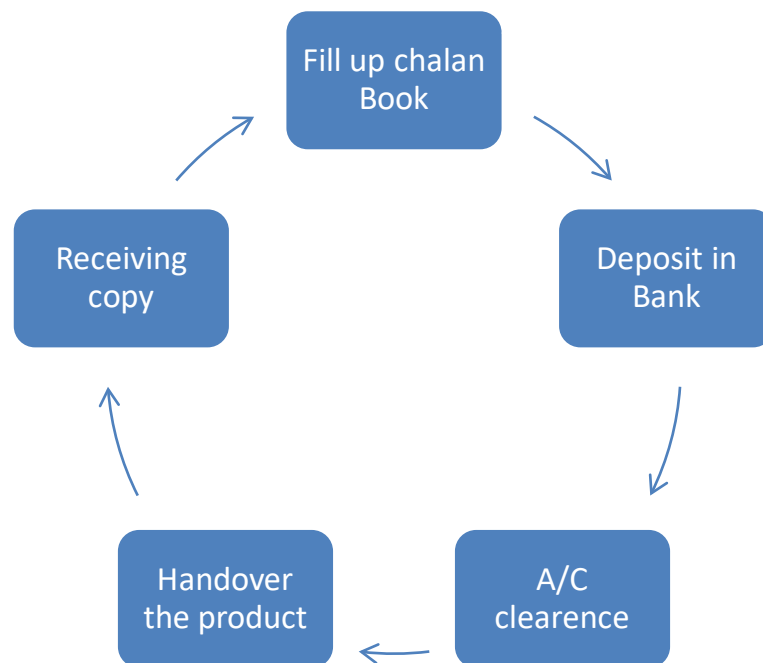 Fill up chalan
Book
Deposit in
Bank
A/C
clearence
Handover
the product
Receiving
copy